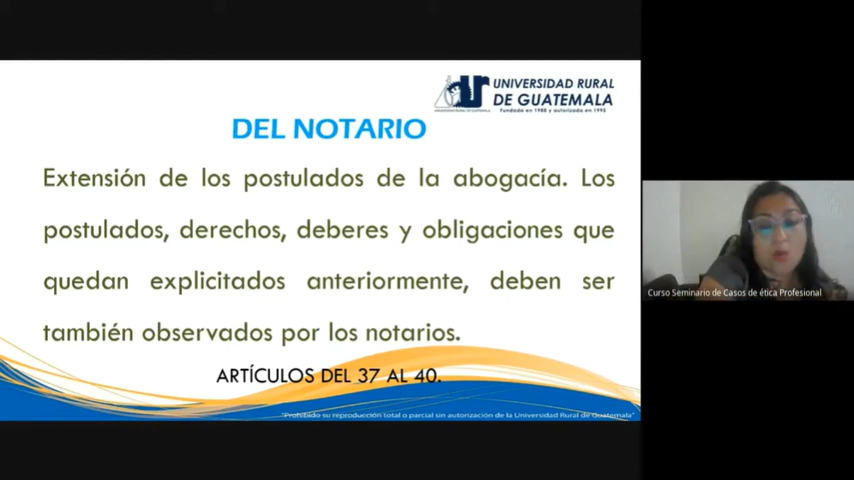 UNIVERSIDAD RURAL
DE GUATEMALA
Fundado en 1988 y autorizada en 1995
DEL NOTARIO
Extensión de los postulados de la abogacía. Los
postulados, derechos, deberes y obligaciones que
quedan explicitados anteriormente, deben ser
también observados por los notarios.
ARTÍCULOS DEL 37 AL 40.
"Prohibido su reproducción total o parcial sin autorización de la Universidad Rural de Guatemala"
Curso Seminario de Casos de ética Profesional